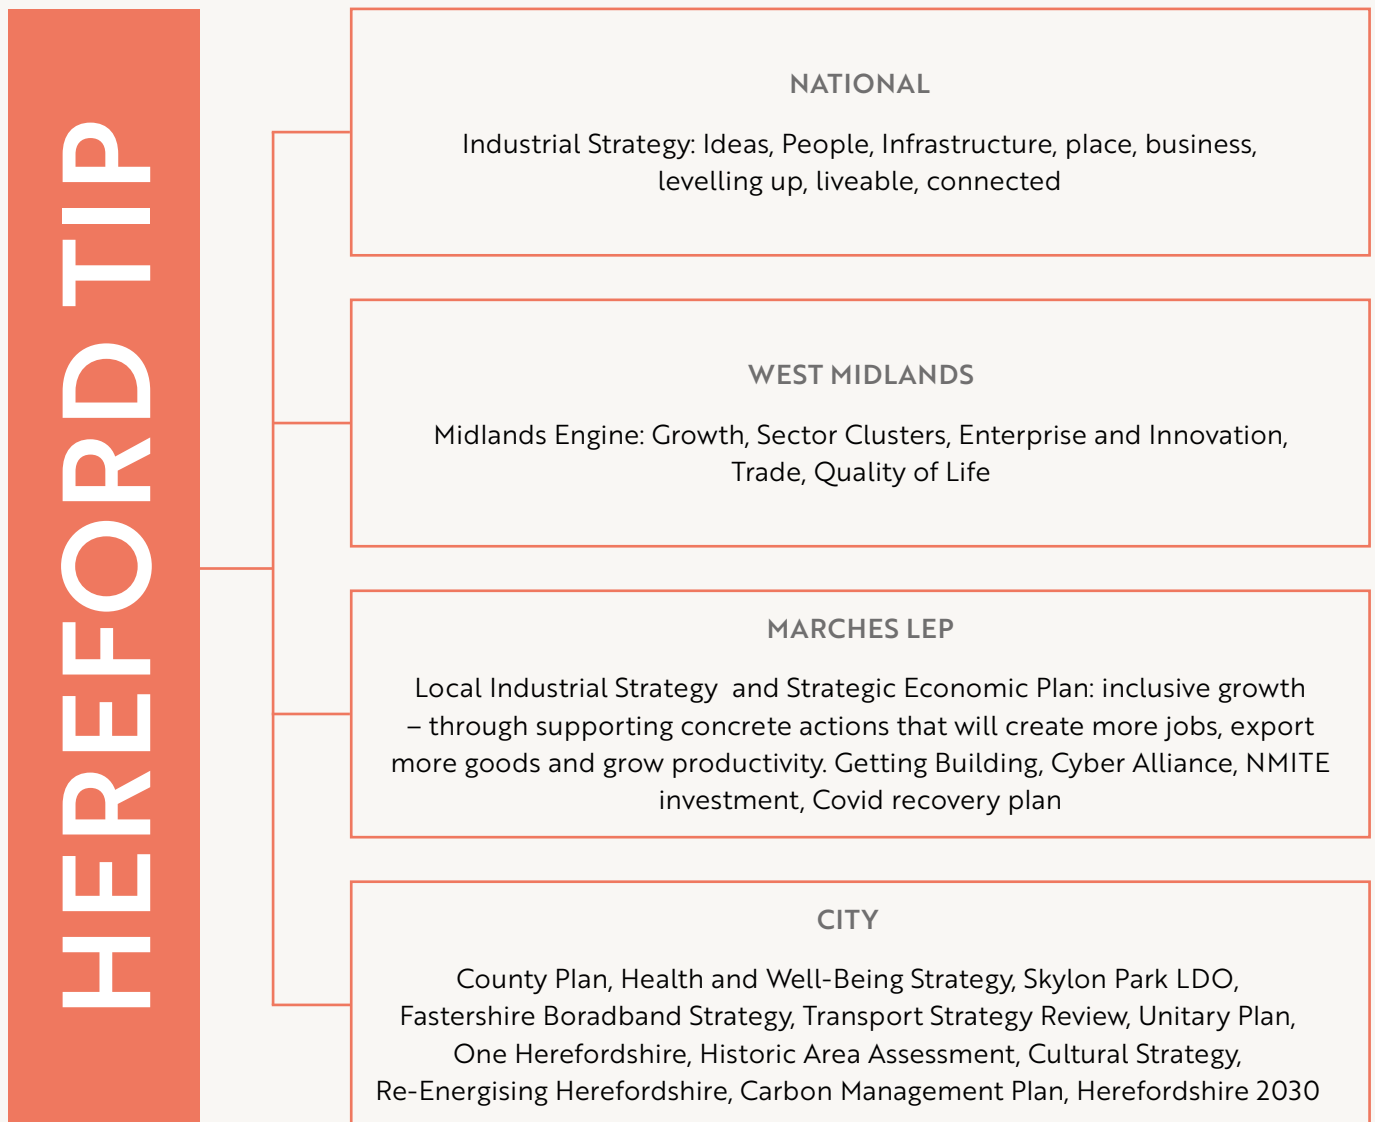 HEREFORD TIP
NATIONAL
Industrial Strategy: Ideas, People, Infrastructure, place, business,
levelling up, liveable, connected
WEST MIDLANDS
Midlands Engine: Growth, Sector Clusters, Enterprise and Innovation,
Trade, Quality of Life
MARCHES LEP
Local Industrial Strategy  and Strategic Economic Plan: inclusive growth
– through supporting concrete actions that will create more jobs, export
more goods and grow productivity. Getting Building, Cyber Alliance, NMITE
investment, Covid recovery plan
CITY
County Plan, Health and Well-Being Strategy, Skylon Park LDO,
Fastershire Boradband Strategy, Transport Strategy Review, Unitary Plan,
One Herefordshire, Historic Area Assessment, Cultural Strategy,
Re-Energising Herefordshire, Carbon Management Plan, Herefordshire 2030